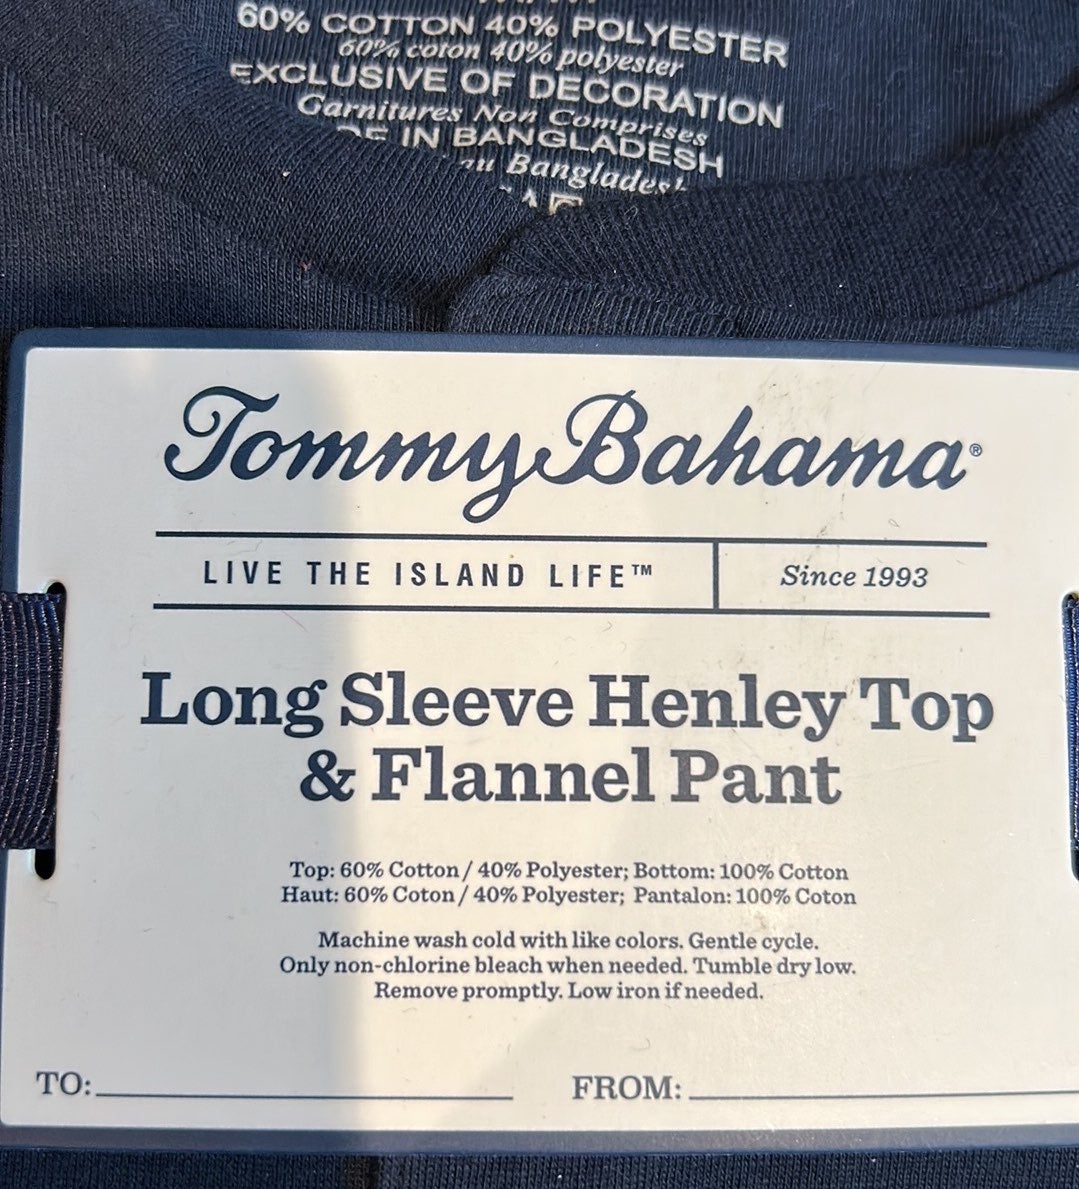 60% COTTON 40% POLYESTER
60% coton 40% polyester
EXCLUSIVE OF DECORATION
Garnitures Non Comprises
DE IN BANGLADESH
au Bangladesh
Tommy Bahama®
LIVE THE ISLAND LIFE™ Since 1993
Long Sleeve Henley Top
& Flannel Pant
Top: 60% Cotton / 40% Polyester; Bottom: 100% Cotton
Haut: 60% Coton / 40% Polyester; Pantalon: 100% Coton
Machine wash cold with like colors. Gentle cycle.
Only non-chlorine bleach when needed. Tumble dry low.
Remove promptly. Low iron if needed.
TO: FROM: